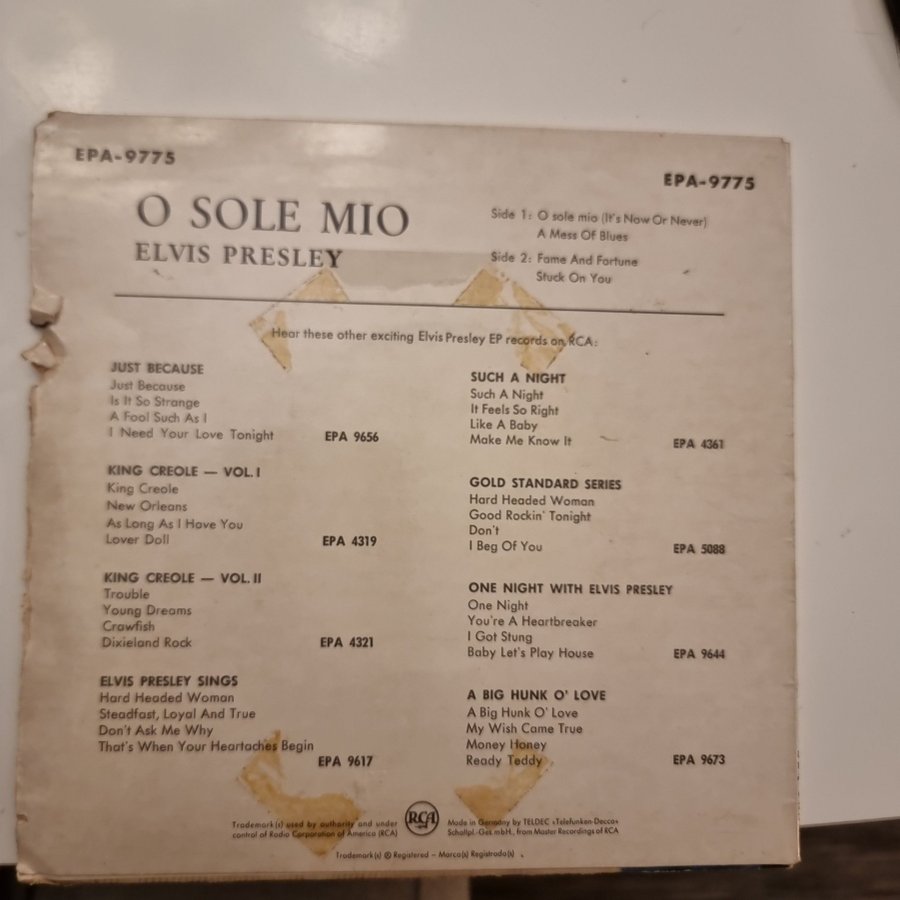 EPA-9775
EPA-9775
O SOLE MIO
ELVIS PRESLEY
Side 1: O sole mio (It's Now Or Never)
A Mess Of Blues
Side 2: Fame And Fortune
Stuck On You
Hear these other exciting Elvis Presley EP records on RCA:
JUST BECAUSE
Just Because
Is It So Strange
A Fool Such As I
I Need Your Love Tonight EPA 9656
KING CREOLE — VOL. I
King Creole
New Orleans
As Long As I Have You
Lover Doll EPA 4319
KING CREOLE — VOL. II
Trouble
Young Dreams
Crawfish
Dixieland Rock EPA 4321
ELVIS PRESLEY SINGS
Hard Headed Woman
Steadfast, Loyal And True
Don't Ask Me Why
That's When Your Heartaches Begin
EPA 9617
SUCH A NIGHT
Such A Night
It Feels So Right
Like A Baby
Make Me Know It EPA 4361
GOLD STANDARD SERIES
Hard Headed Woman
Good Rockin' Tonight
Don't
I Beg Of You EPA 5088
ONE NIGHT WITH ELVIS PRESLEY
One Night
You're A Heartbreaker
I Got Stung
Baby Let's Play House EPA 9644
A BIG HUNK O' LOVE
A Big Hunk O' Love
My Wish Came True
Money Honey
Ready Teddy EPA 9673
Trademark(s) used by authority and under
control of Radio Corporation of America (RCA)
RCA
Made in Germany by TELDEC »Telefunken-Decca«
Schallpl.-Ges. mbH., from Master Recordings of RCA
Trademark(s) ® Registered – Marca(s) Registrada(s)